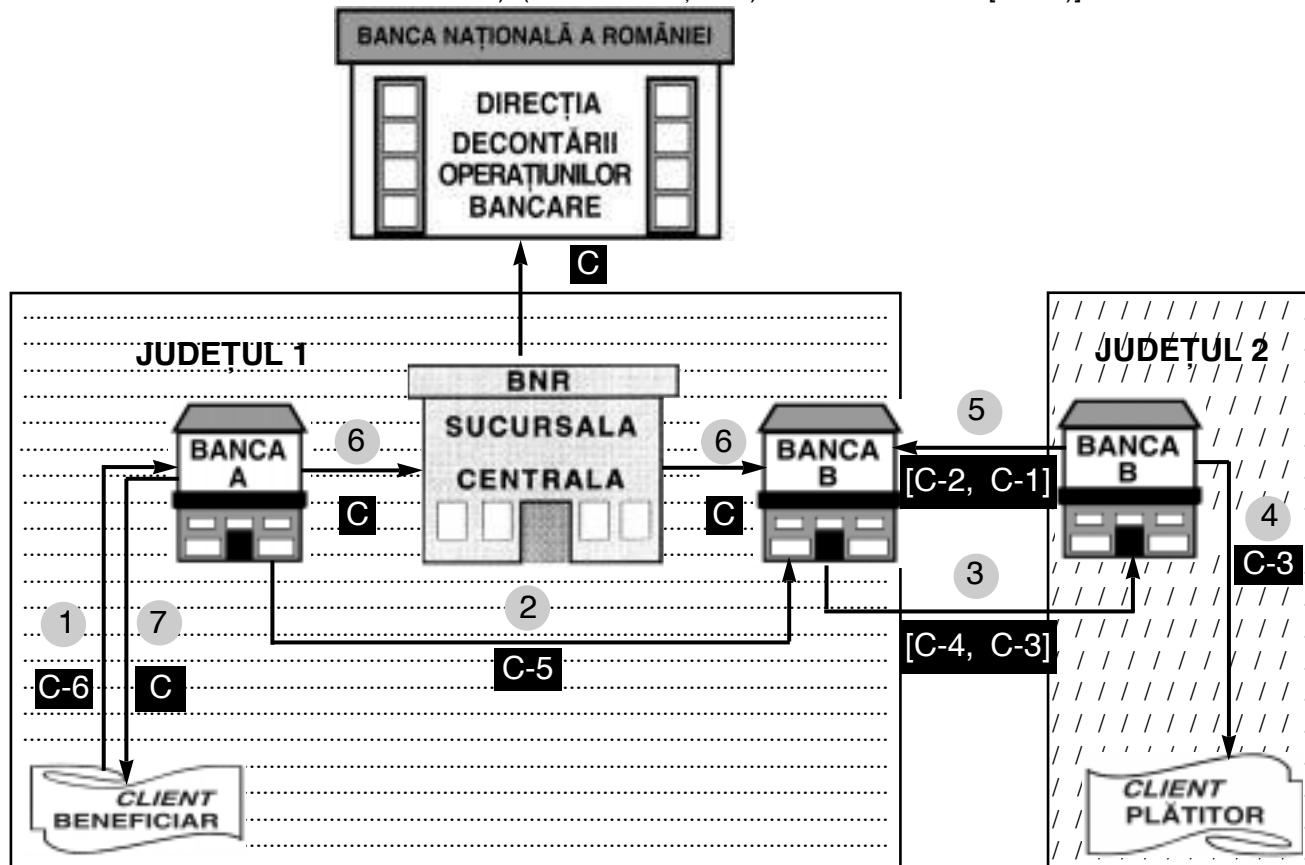 BANCA NAȚIONALĂ A ROMÂNIEI
DIRECȚIA
DECONTĂRII
OPERAȚIUNILOR
BANCARE
C
JUDEȚUL 1
JUDEȚUL 2
BNR
SUCURSALA
CENTRALA
BANCA
A
6
C
6
C
BANCA
B
5
[C-2, C-1]
BANCA
B
4
C-3
3
[C-4, C-3]
2
C-5
1
C-6
7
C
CLIENT
BENEFICIAR
CLIENT
PLĂTITOR